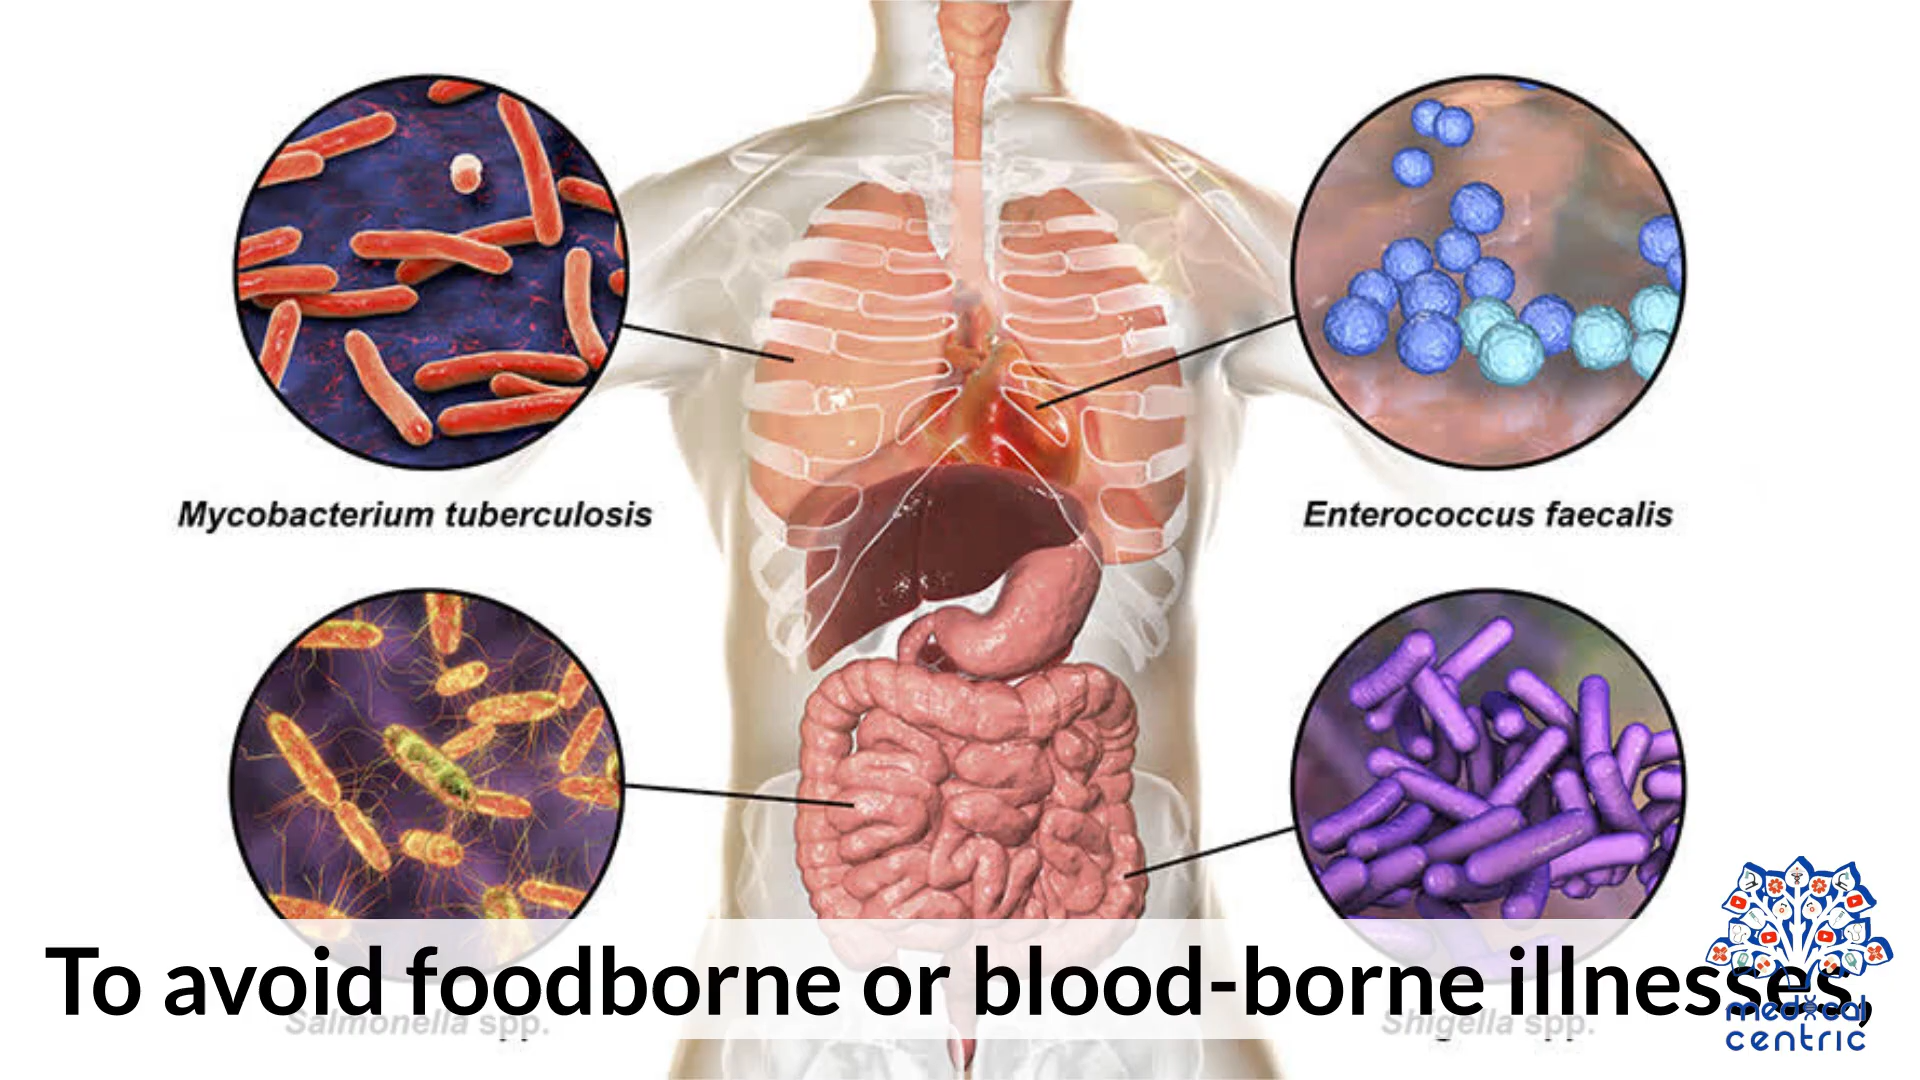 Mycobacterium tuberculosis
Enterococcus faecalis
To avoid foodborne or blood-borne illnesses,
Salmonella spp.
Shigella spp.
medical
centric